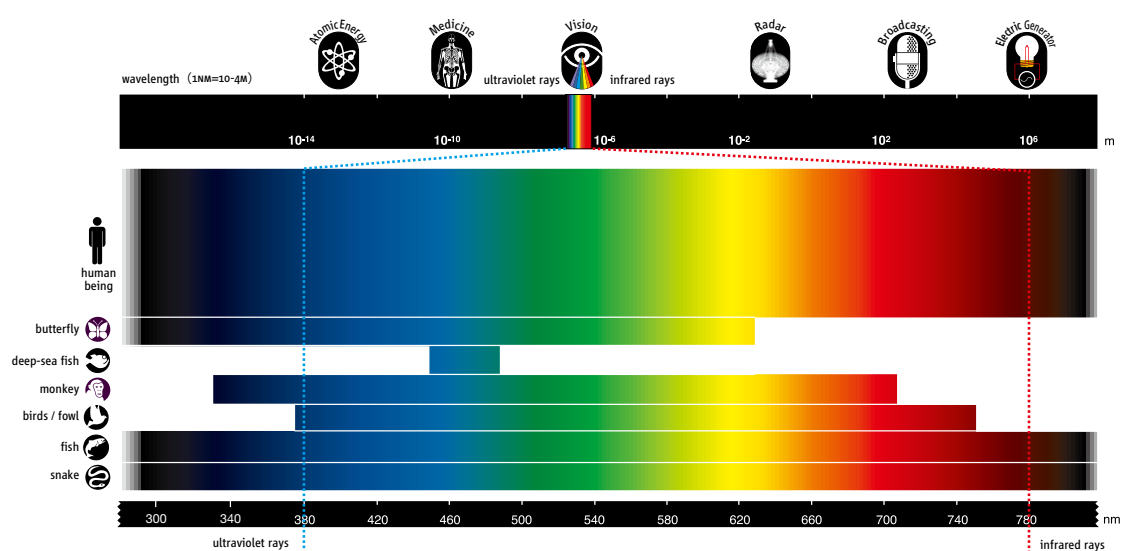 Atomic Energy
Medicine
Vision
Radar
Broadcasting
Electric Generator
wavelength (1NM=10-4M)
ultraviolet rays
infrared rays
10-14
10-10
10-6
10-2
10²
10⁶
m
human
being
butterfly
deep-sea fish
monkey
birds / fowl
fish
snake
300 340 380 420 460 500 540 580 620 660 700 740 780 nm
ultraviolet rays
infrared rays